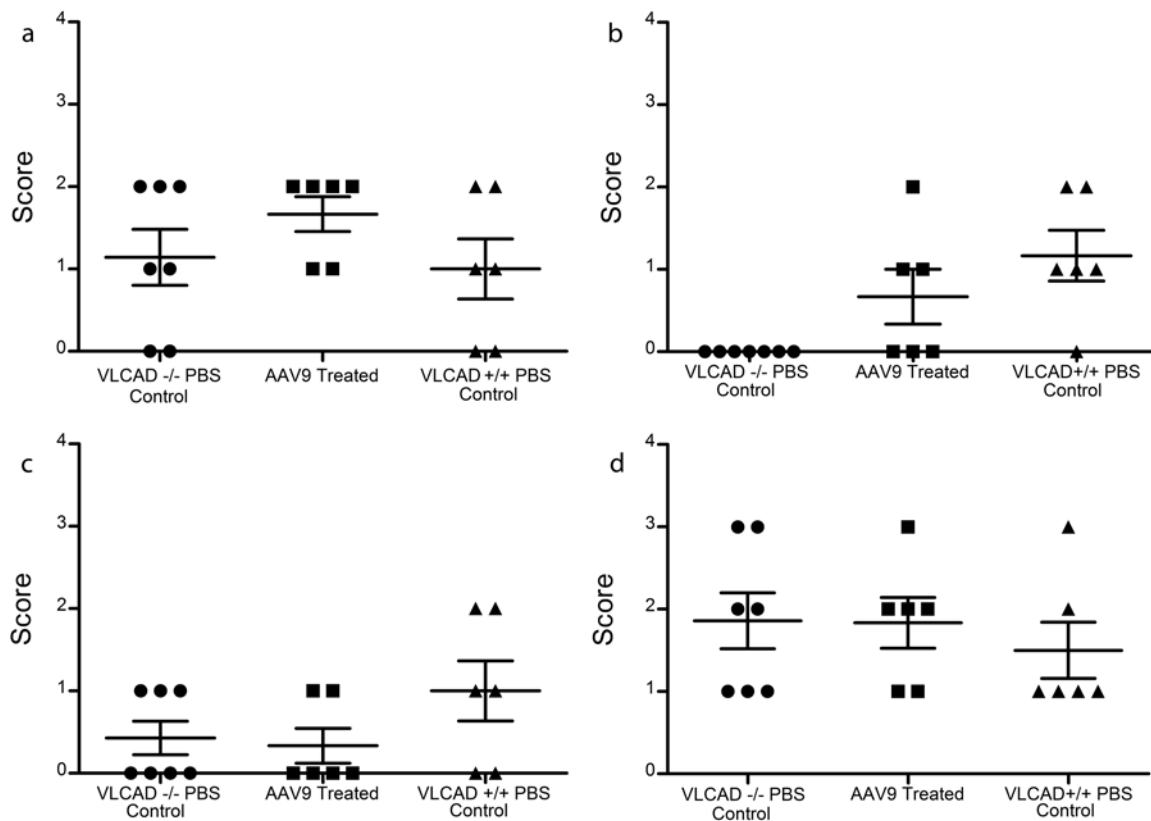 a
4
3
2
1
0
Score
VLCAD -/- PBS
Control
AAV9 Treated
VLCAD +/+ PBS
Control
b
4
3
2
1
0
Score
VLCAD -/- PBS
Control
AAV9 Treated
VLCAD+/+ PBS
Control
c
4
3
2
1
0
Score
VLCAD -/- PBS
Control
AAV9 Treated
VLCAD +/+ PBS
Control
d
4
3
2
1
0
Score
VLCAD -/- PBS
Control
AAV9 Treated
VLCAD+/+ PBS
Control